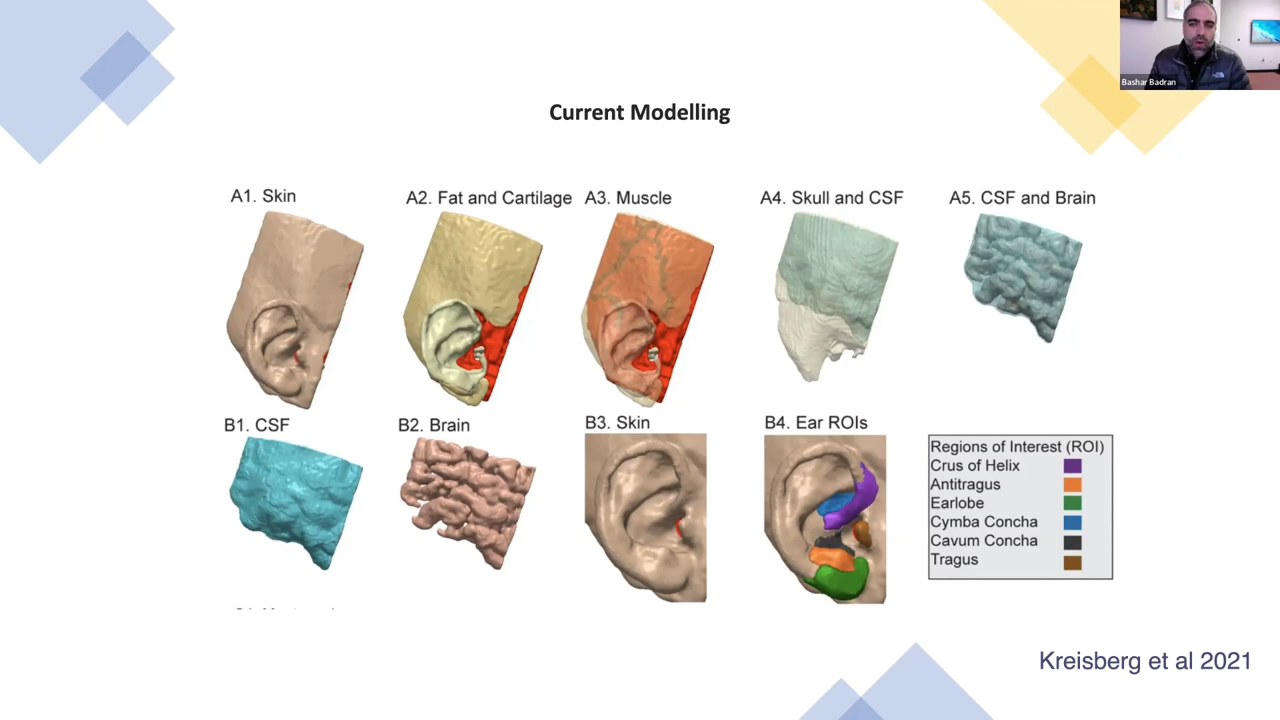 Bashar Badran
Current Modelling
A1. Skin
A2. Fat and Cartilage
A3. Muscle
A4. Skull and CSF
A5. CSF and Brain
B1. CSF
B2. Brain
B3. Skin
B4. Ear ROIs
Regions of Interest (ROI)
Crus of Helix
Antitragus
Earlobe
Cymba Concha
Cavum Concha
Tragus
Kreisberg et al 2021